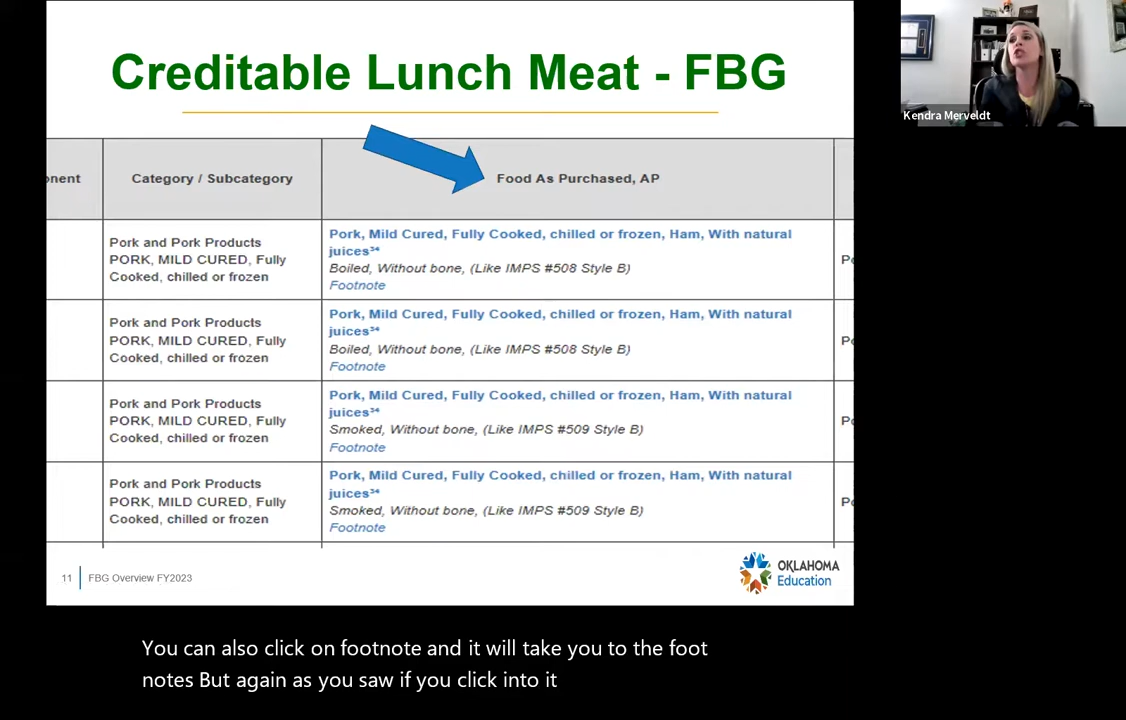 Creditable Lunch Meat - FBG
Kendra Merveldt
nent
Category / Subcategory
Food As Purchased, AP
Pork and Pork Products
PORK, MILD CURED, Fully
Cooked, chilled or frozen
Pork, Mild Cured, Fully Cooked, chilled or frozen, Ham, With natural
juices³⁴
Boiled, Without bone, (Like IMPS #508 Style B)
Footnote
Po
Pork and Pork Products
PORK, MILD CURED, Fully
Cooked, chilled or frozen
Pork, Mild Cured, Fully Cooked, chilled or frozen, Ham, With natural
juices³⁴
Boiled, Without bone, (Like IMPS #508 Style B)
Footnote
Po
Pork and Pork Products
PORK, MILD CURED, Fully
Cooked, chilled or frozen
Pork, Mild Cured, Fully Cooked, chilled or frozen, Ham, With natural
juices³⁴
Smoked, Without bone, (Like IMPS #509 Style B)
Footnote
Po
Pork and Pork Products
PORK, MILD CURED, Fully
Cooked, chilled or frozen
Pork, Mild Cured, Fully Cooked, chilled or frozen, Ham, With natural
juices³⁴
Smoked, Without bone, (Like IMPS #509 Style B)
Footnote
Po
11
FBG Overview FY2023
OKLAHOMA
Education
You can also click on footnote and it will take you to the foot
notes But again as you saw if you click into it